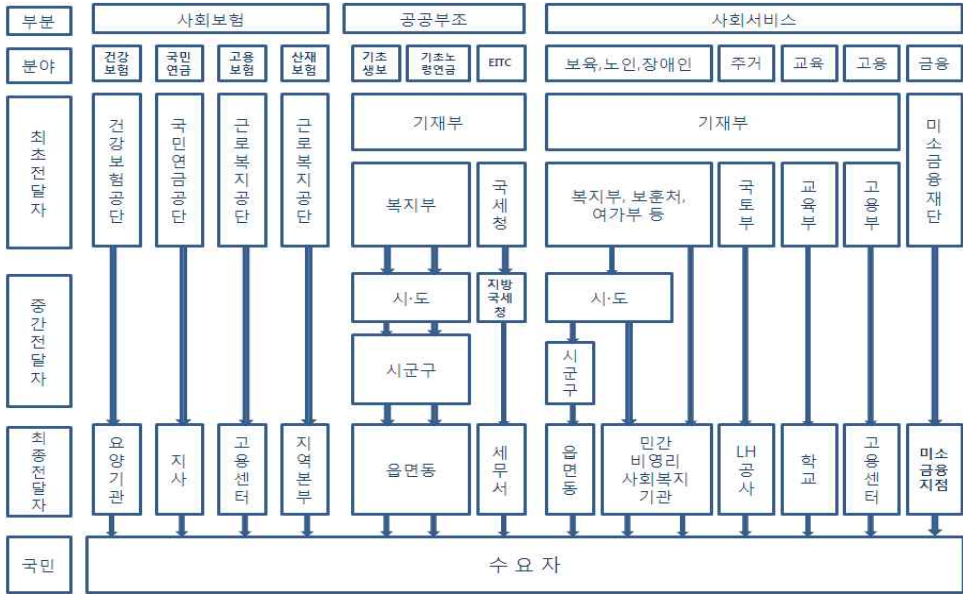 부분
사회보험
공공부조
사회서비스
분야
건강
보험
국민
연금
고용
보험
산재
보험
기초
생보
기초노
령연금
EITC
보육,노인,장애인
주거
교육
고용
금융
최초전달자
건강보험공단
국민연금공단
근로복지공단
근로복지공단
기재부
기재부
미소금융재단
복지부
국세청
복지부, 보훈처,
여가부 등
국토부
교육부
고용부
중간전달자
시·도
지방
국세
청
시·도
시군구
시군구
최종전달자
요양기관
지사
고용센터
지역본부
읍면동
세무서
읍면동
민간
비영리
사회복지
기관
LH
공사
학교
고용센터
미소
금융
지점
국민
수요자